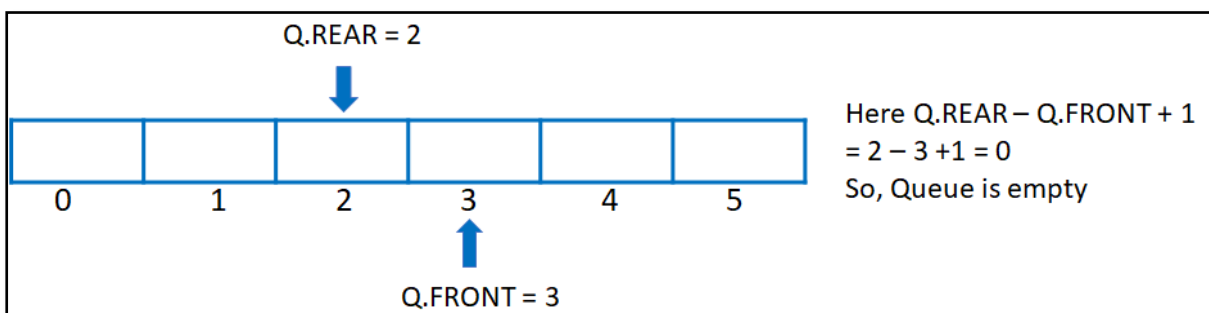 Q.REAR = 2
Here Q.REAR – Q.FRONT + 1
= 2 – 3 +1 = 0
So, Queue is empty
0 1 2 3 4 5
Q.FRONT = 3